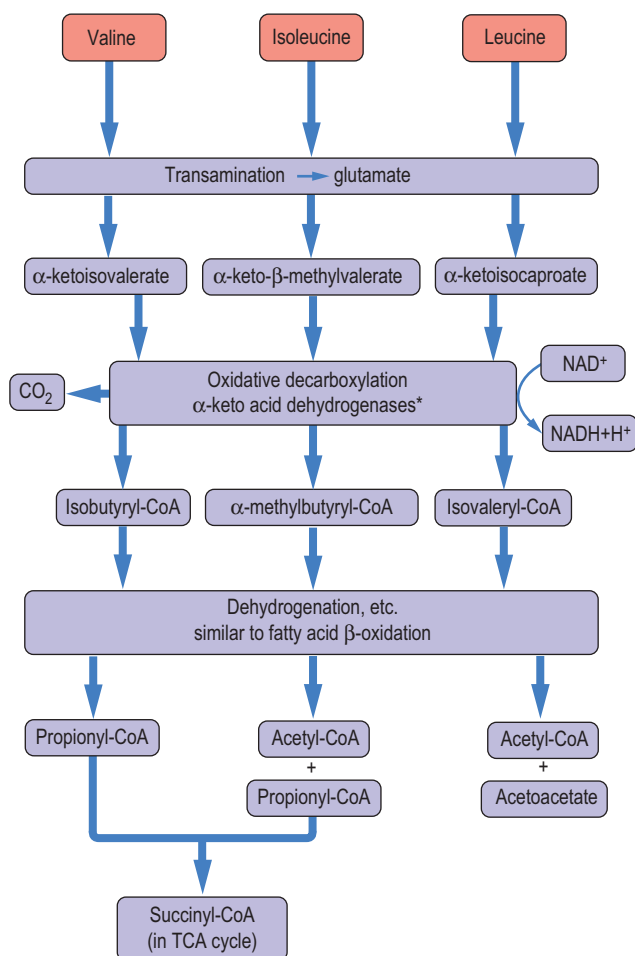 Valine
Isoleucine
Leucine
Transamination → glutamate
α-ketoisovalerate
α-keto-β-methylvalerate
α-ketoisocaproate
Oxidative decarboxylation
α-keto acid dehydrogenases*
CO₂
NAD⁺
NADH+H⁺
Isobutyryl-CoA
α-methylbutyryl-CoA
Isovaleryl-CoA
Dehydrogenation, etc.
similar to fatty acid β-oxidation
Propionyl-CoA
Acetyl-CoA
+
Propionyl-CoA
Acetyl-CoA
+
Acetoacetate
Succinyl-CoA
(in TCA cycle)